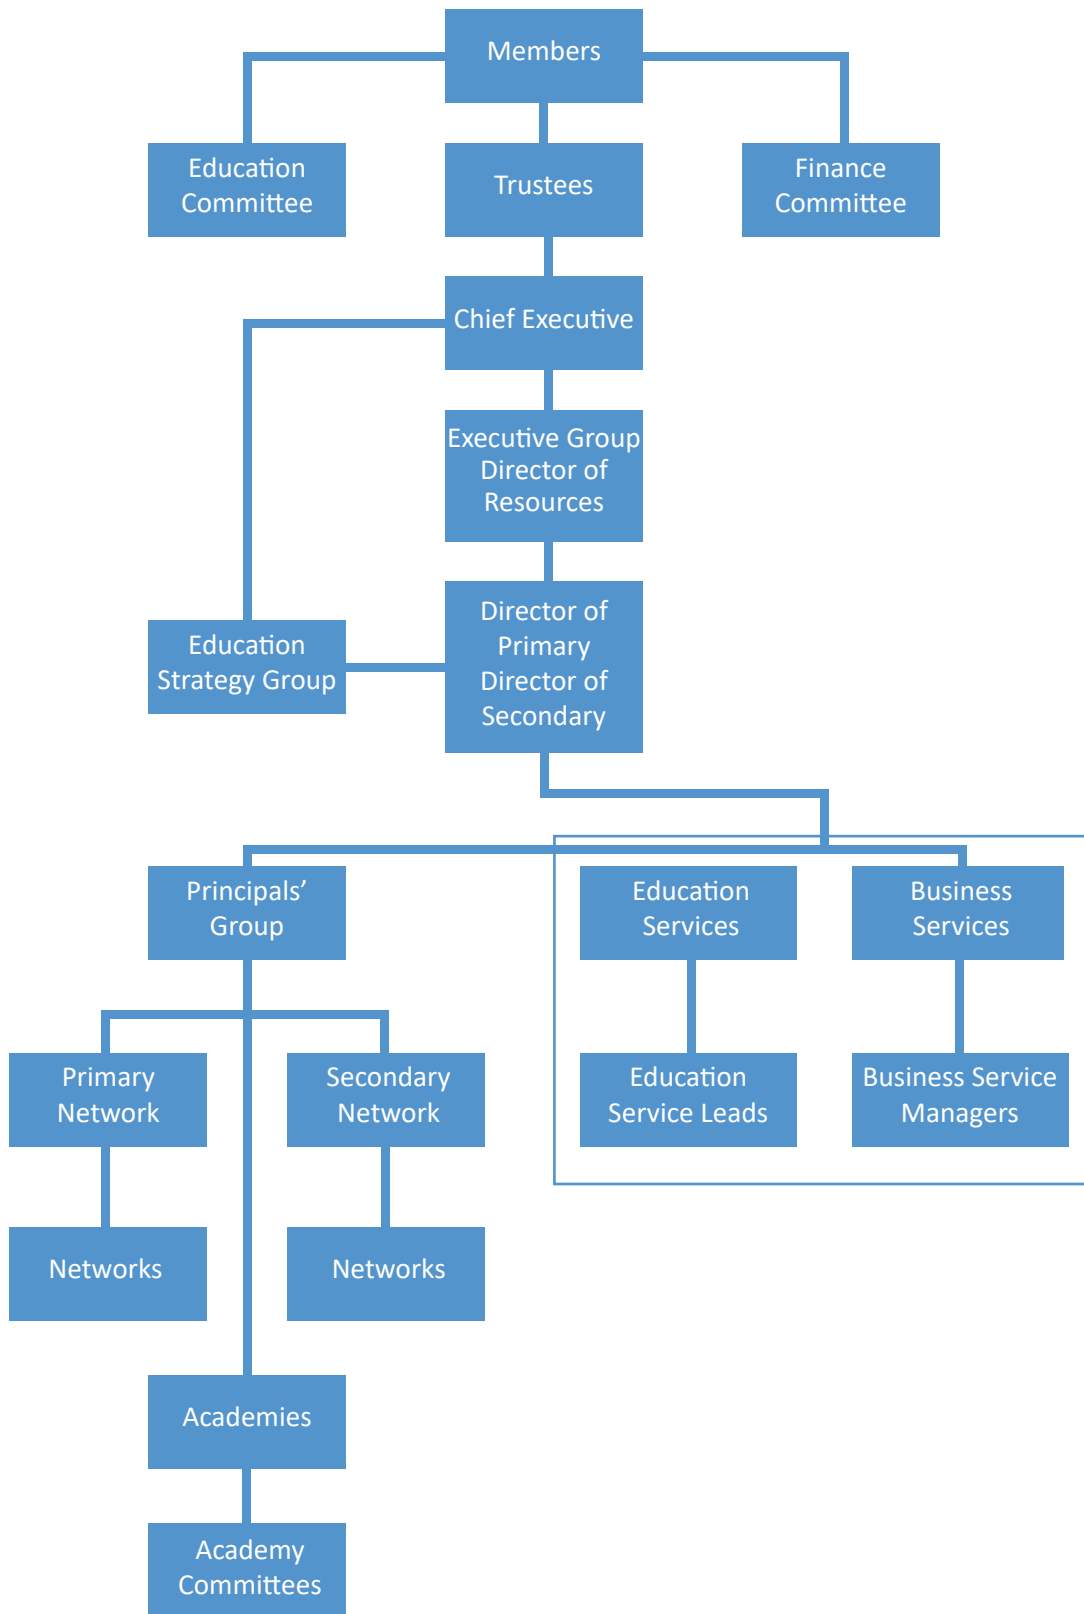 Members
Education
Committee
Trustees
Finance
Committee
Chief Executive
Executive Group
Director of
Resources
Director of
Primary
Director of
Secondary
Education
Strategy Group
Principals’
Group
Education
Services
Business
Services
Primary
Network
Secondary
Network
Education
Service Leads
Business Service
Managers
Networks
Networks
Academies
Academy
Committees